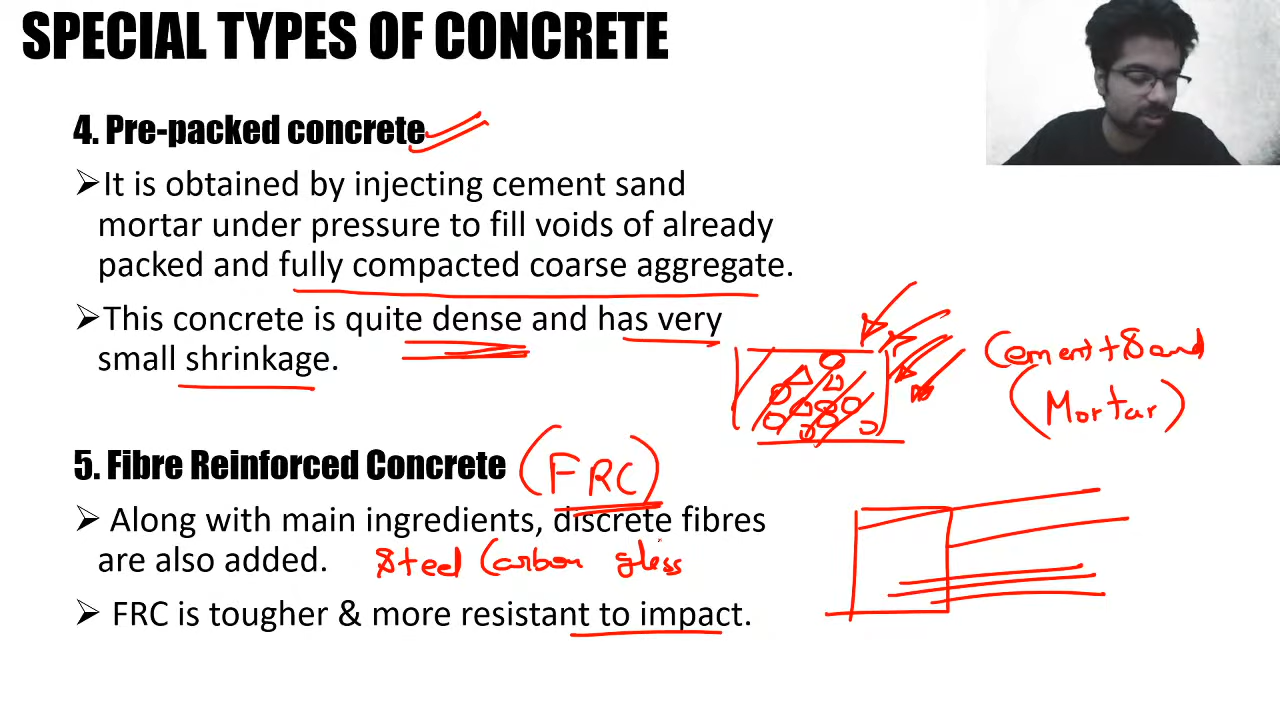 SPECIAL TYPES OF CONCRETE
4. Pre-packed concrete
➢It is obtained by injecting cement sand
mortar under pressure to fill voids of already
packed and fully compacted coarse aggregate.
➢This concrete is quite dense and has very
small shrinkage.
Cement + Sand
(Mortar)
5. Fibre Reinforced Concrete (FRC)
➢ Along with main ingredients, discrete fibres
are also added. Steel Carbon glass
➢ FRC is tougher & more resistant to impact.